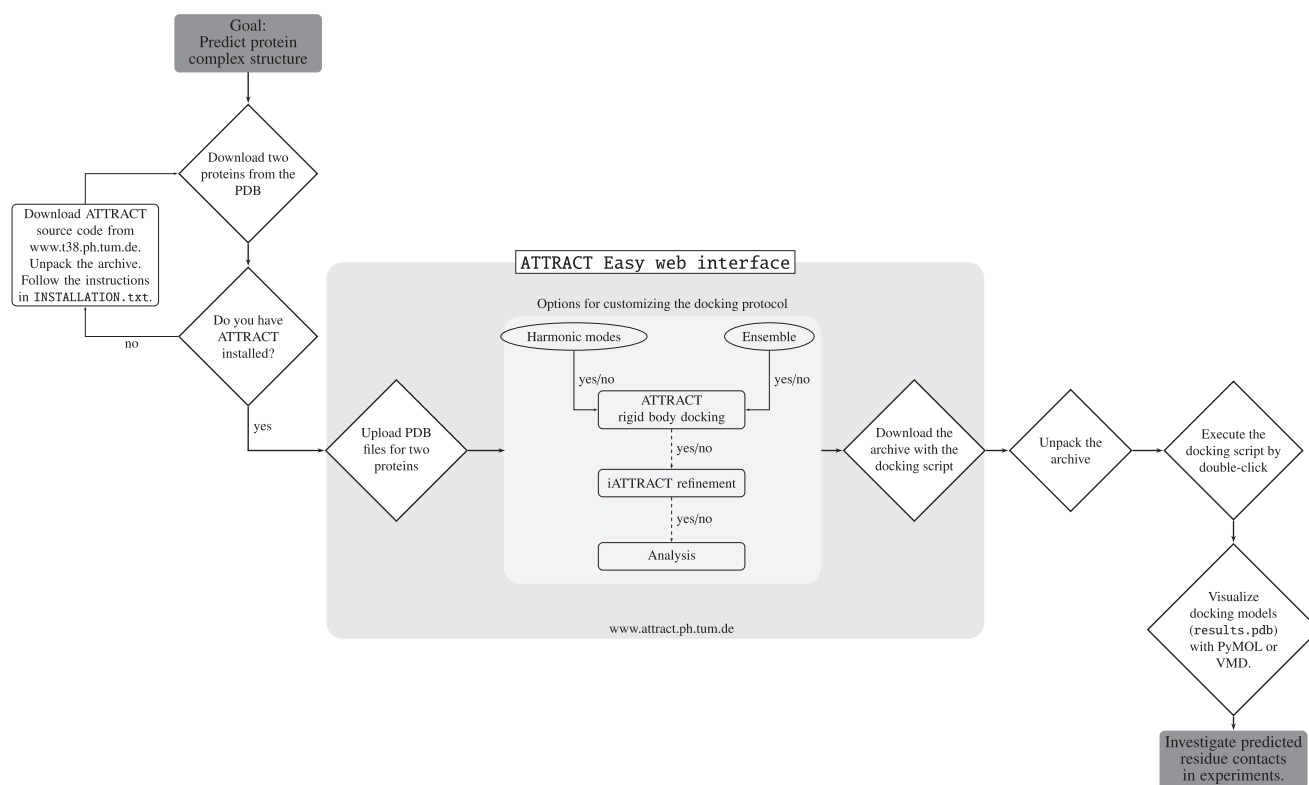 Goal:
Predict protein
complex structure
Download two
proteins from the
PDB
Download ATTRACT
source code from
www.t38.ph.tum.de.
Unpack the archive.
Follow the instructions
in INSTALLATION.txt.
Do you have
ATTRACT
installed?
no
yes
ATTRACT Easy web interface
Options for customizing the docking protocol
Harmonic modes
Ensemble
yes/no
yes/no
ATTRACT
rigid body docking
yes/no
iATTRACT refinement
yes/no
Analysis
Upload PDB
files for two
proteins
Download the
archive with the
docking script
www.attract.ph.tum.de
Unpack the
archive
Execute the
docking script by
double-click
Visualize
docking models
(results.pdb)
with PyMOL or
VMD.
Investigate predicted
residue contacts
in experiments.